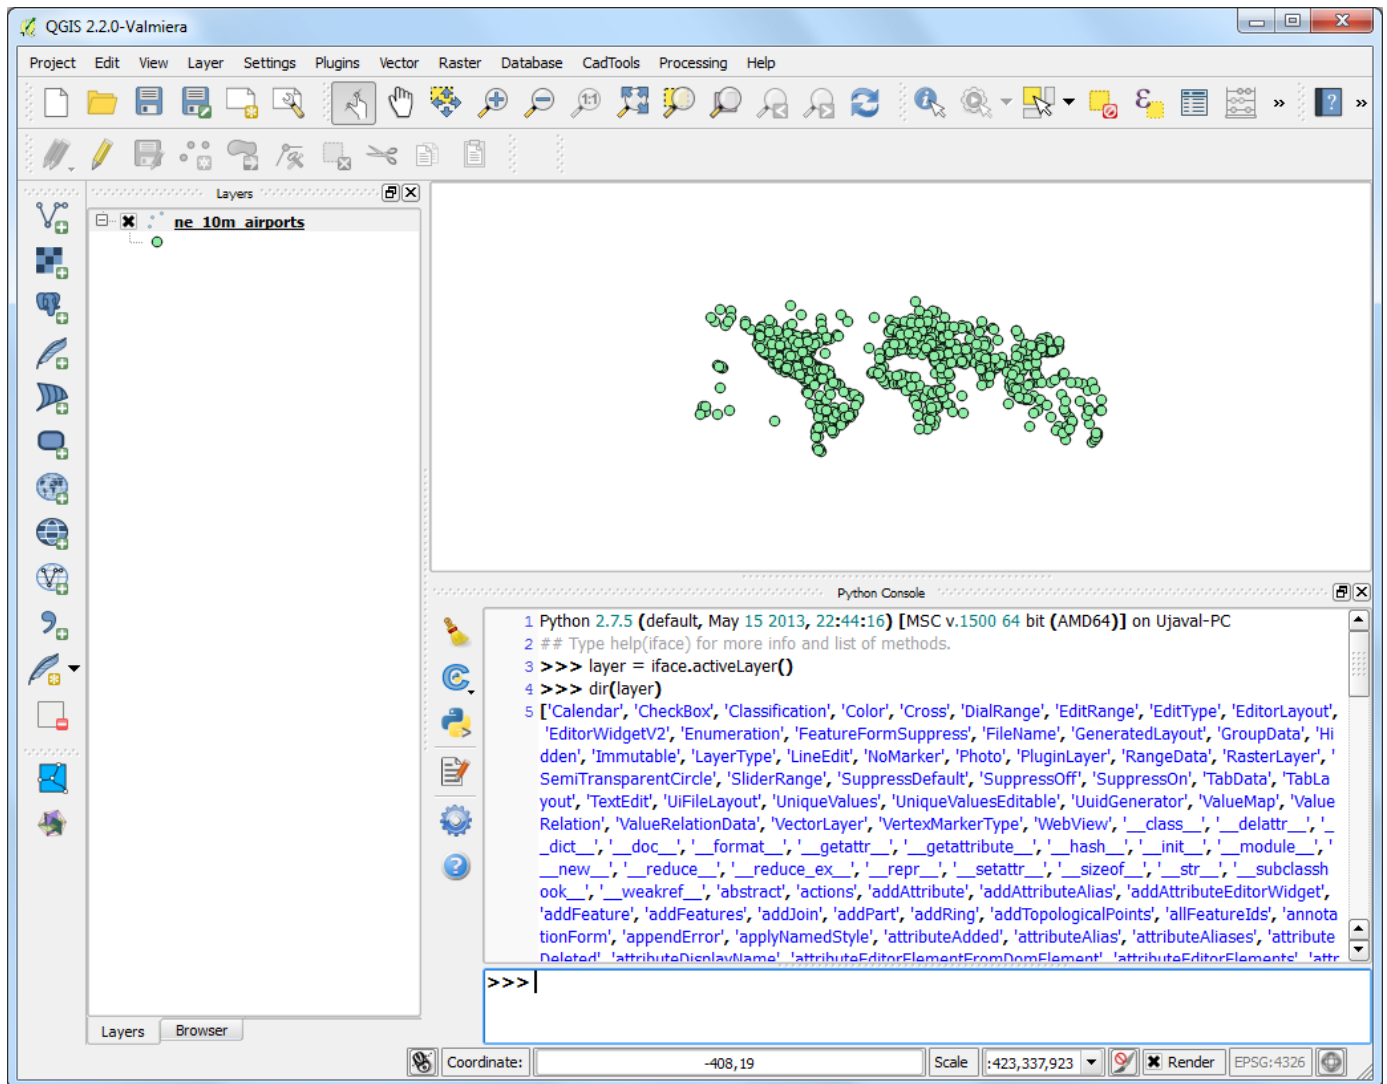 QGIS 2.2.0-Valmiera
Project Edit View Layer Settings Plugins Vector Raster Database CadTools Processing Help
Layers
ne_10m_airports
Python Console
1 Python 2.7.5 (default, May 15 2013, 22:44:16) [MSC v.1500 64 bit (AMD64)] on Ujaval-PC
2 ## Type help(iface) for more info and list of methods.
3 >>> layer = iface.activeLayer()
4 >>> dir(layer)
5 ['Calendar', 'CheckBox', 'Classification', 'Color', 'Cross', 'DialRange', 'EditRange', 'EditType', 'EditorLayout',
'EditorWidgetV2', 'Enumeration', 'FeatureFormSuppress', 'FileName', 'GeneratedLayout', 'GroupData', 'Hi
dden', 'Immutable', 'LayerType', 'LineEdit', 'NoMarker', 'Photo', 'PluginLayer', 'RangeData', 'RasterLayer', '
SemiTransparentCircle', 'SliderRange', 'SuppressDefault', 'SuppressOff', 'SuppressOn', 'TabData', 'TabLa
yout', 'TextEdit', 'UiFileLayout', 'UniqueValues', 'UniqueValuesEditable', 'UuidGenerator', 'ValueMap', 'Value
Relation', 'ValueRelationData', 'VectorLayer', 'VertexMarkerType', 'WebView', '__class__', '__delattr__', '_
_dict__', '__doc__', '__format__', '__getattr__', '__getattribute__', '__hash__', '__init__', '__module__', '
__new__', '__reduce__', '__reduce_ex__', '__repr__', '__setattr__', '__sizeof__', '__str__', '__subclassh
ook__', '__weakref__', 'abstract', 'actions', 'addAttribute', 'addAttributeAlias', 'addAttributeEditorWidget',
'addFeature', 'addFeatures', 'addJoin', 'addPart', 'addRing', 'addTopologicalPoints', 'allFeatureIds', 'annota
tionForm', 'appendError', 'applyNamedStyle', 'attributeAdded', 'attributeAlias', 'attributeAliases', 'attribute
Deleted', 'attributeDisplayName', 'attributeEditorElementFromDomElement', 'attributeEditorElements', 'attr
>>>
Layers Browser
Coordinate: -408,19 Scale :423,337,923 Render EPSG:4326